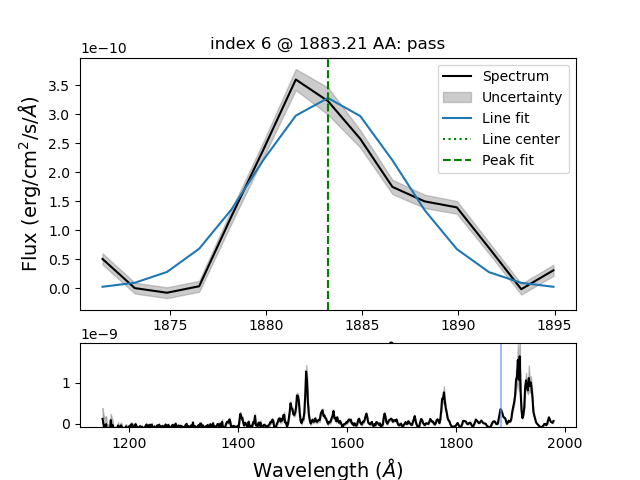 index 6 @ 1883.21 AA: pass
1e−10
Flux (erg/cm²/s/Å)
3.5
3.0
2.5
2.0
1.5
1.0
0.5
0.0
Spectrum
Uncertainty
Line fit
Line center
Peak fit
1875 1880 1885 1890 1895
1e−9
1
0
1200 1400 1600 1800 2000
Wavelength (Å)